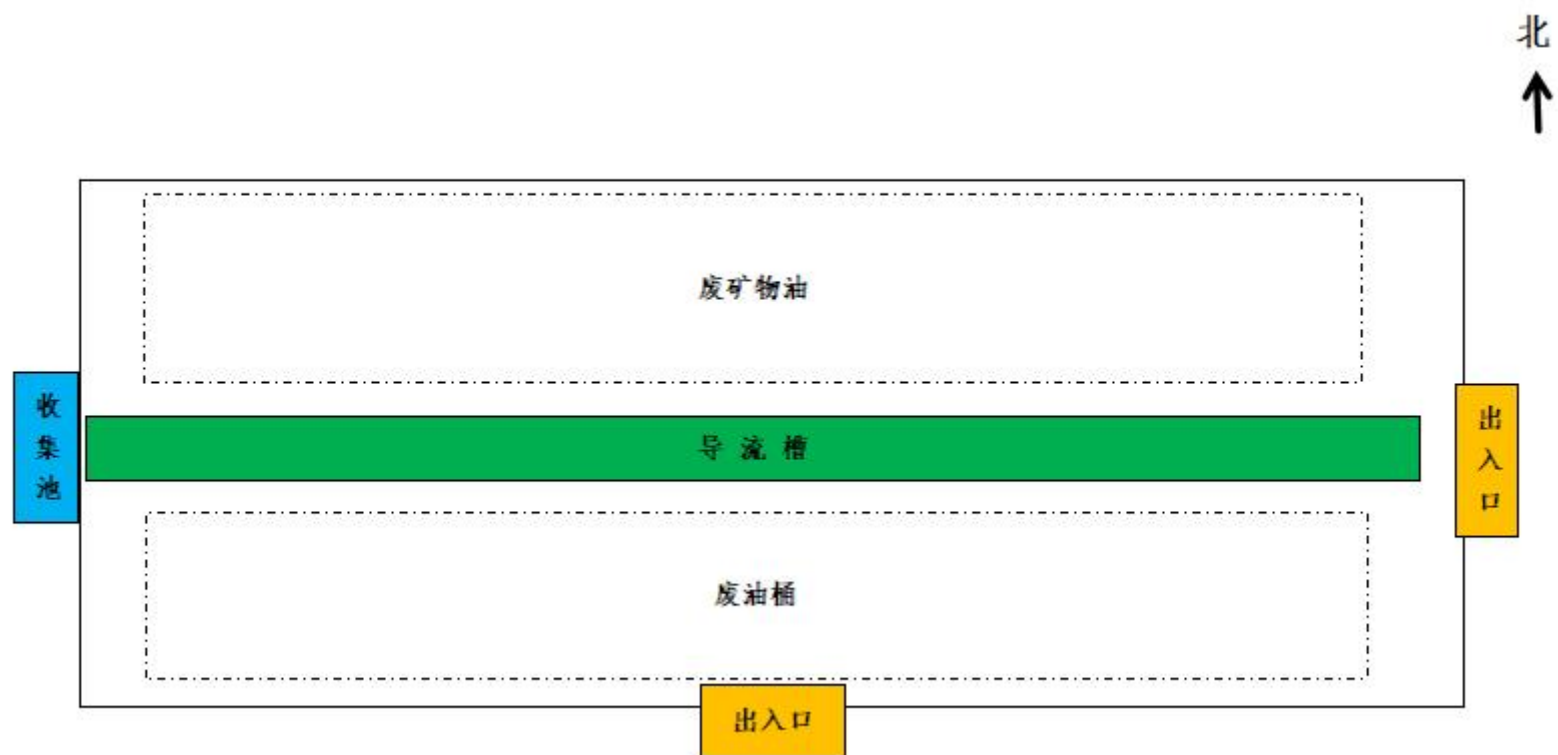 北
废矿物油
收集池
导流槽
出入口
废油桶
出入口